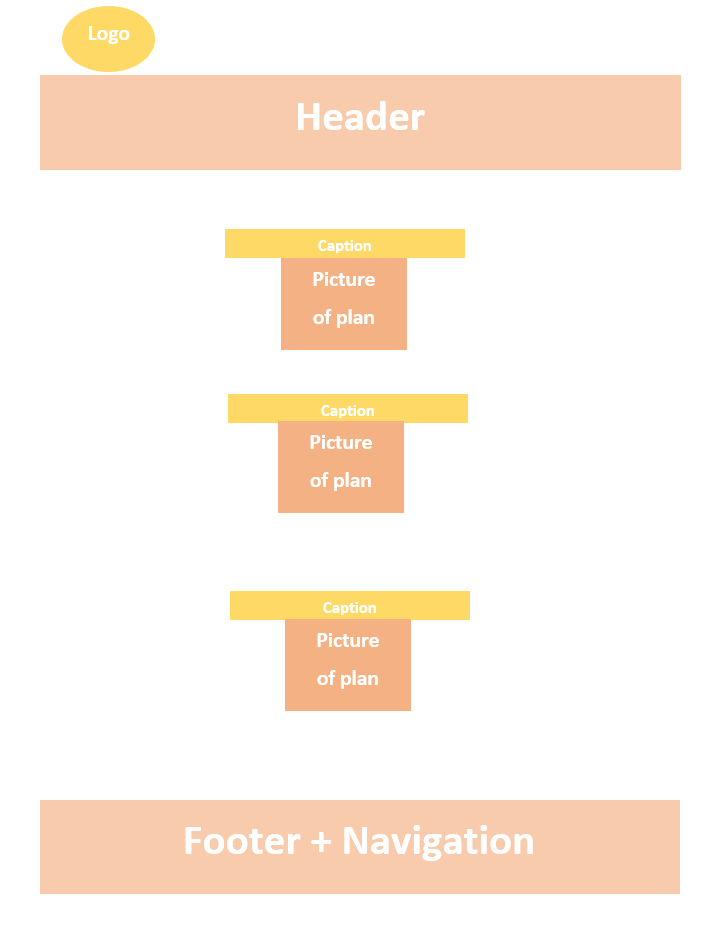 Logo
Header
Caption
Picture
of plan
Caption
Picture
of plan
Caption
Picture
of plan
Footer + Navigation